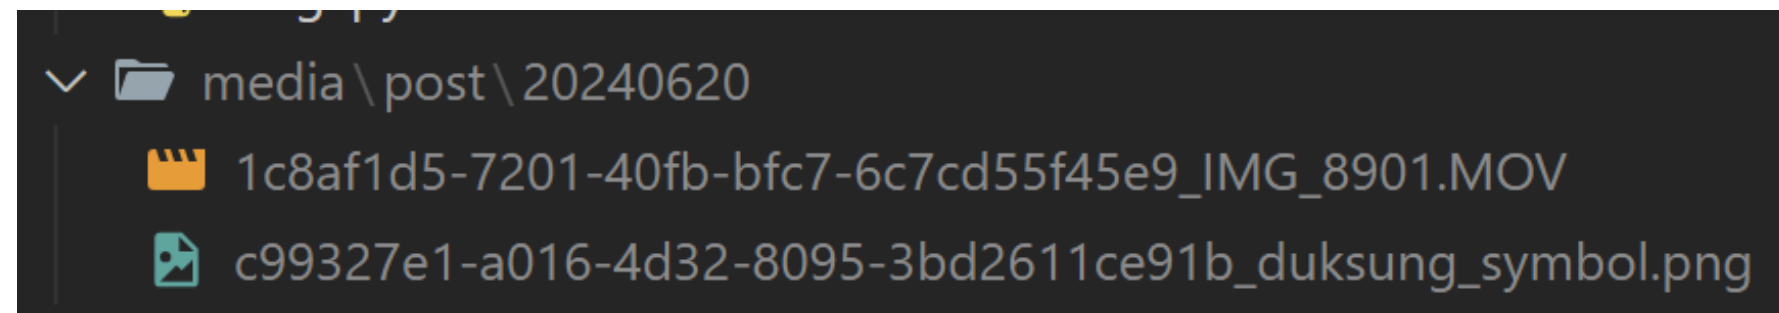 media\post\20240620
1c8af1d5-7201-40fb-bfc7-6c7cd55f45e9_IMG_8901.MOV
c99327e1-a016-4d32-8095-3bd2611ce91b_duksung_symbol.png